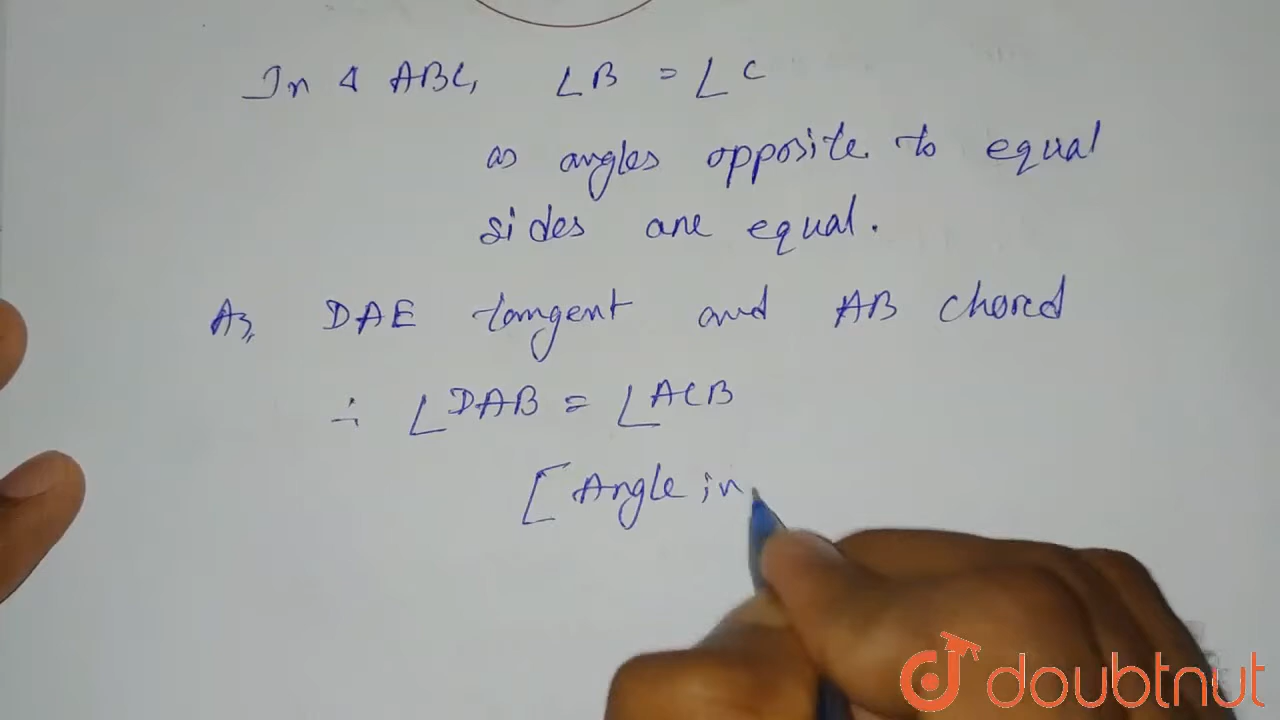 In Δ ABC, ∠B = ∠C
as angles opposite to equal
sides are equal.
As, DAE tangent and AB chored
∴ ∠DAB = ∠ACB
[Angle in
doubtnut